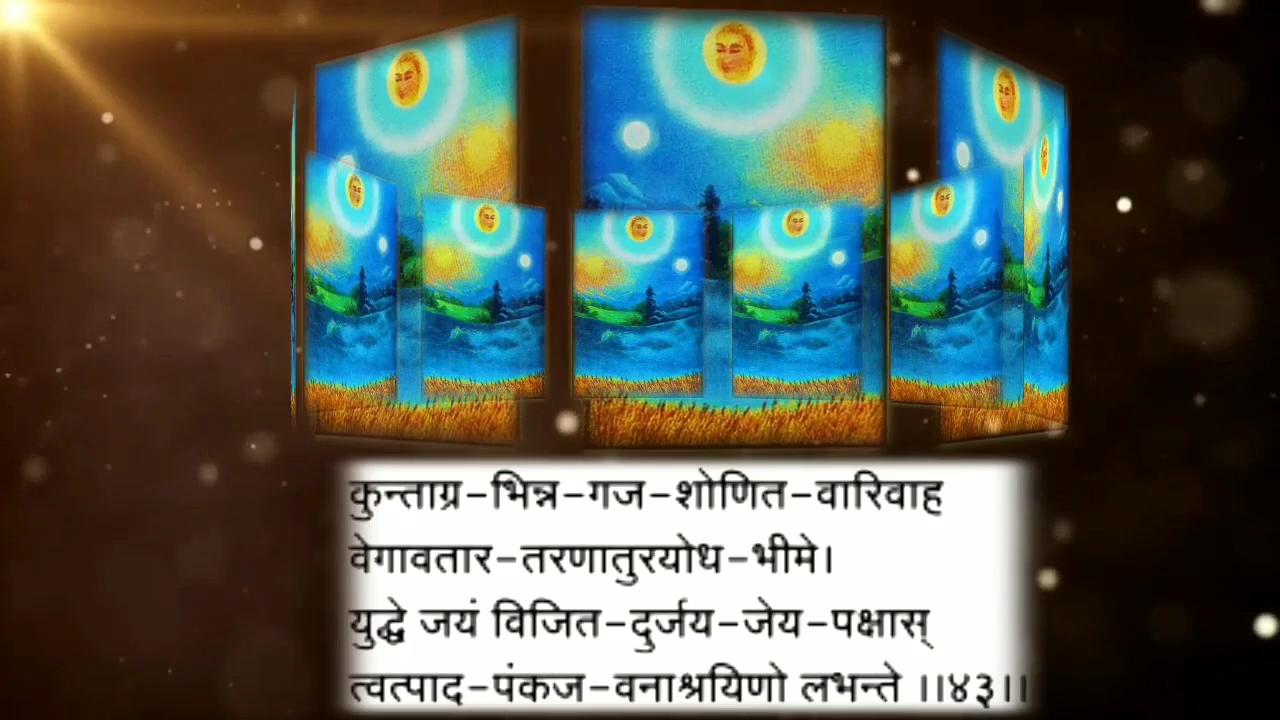 कुन्ताग्र-भिन्न-गज-शोणित-वारिवाह
वेगावतार-तरणातुरयोध-भीमे।
युद्धे जयं विजित-दुर्जय-जेय-पक्षास्
त्वत्पाद-पंकज-वनाश्रयिणो लभन्ते ।।४३।।